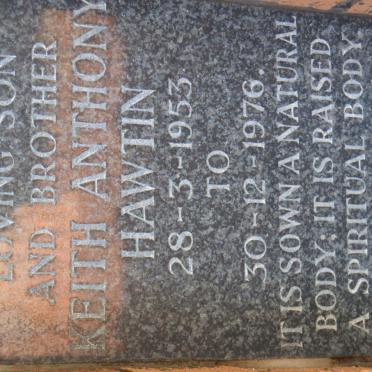 LOVING SON
AND BROTHER
KEITH ANTHONY
HAWTIN
28-3-1953
TO
30-12-1976.
IT IS SOWN A NATURAL
BODY: IT IS RAISED
A SPIRITUAL BODY